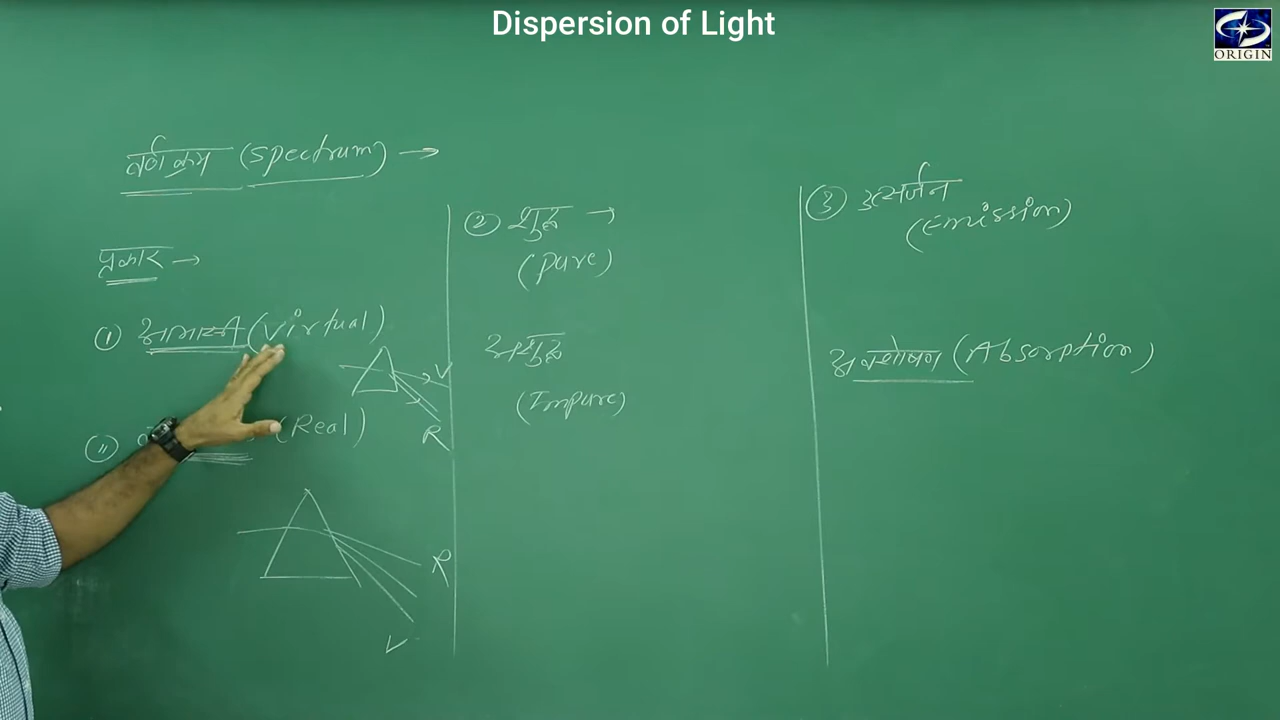 Dispersion of Light
ORIGIN
वर्णक्रम (Spectrum) →
प्रकार →
① आभासी (Virtual)
V
R
② (Real)
R
V
② शुद्ध →
(Pure)
अशुद्ध
(Impure)
③ उत्सर्जन
(Emission)
अवशोषण (Absorption)